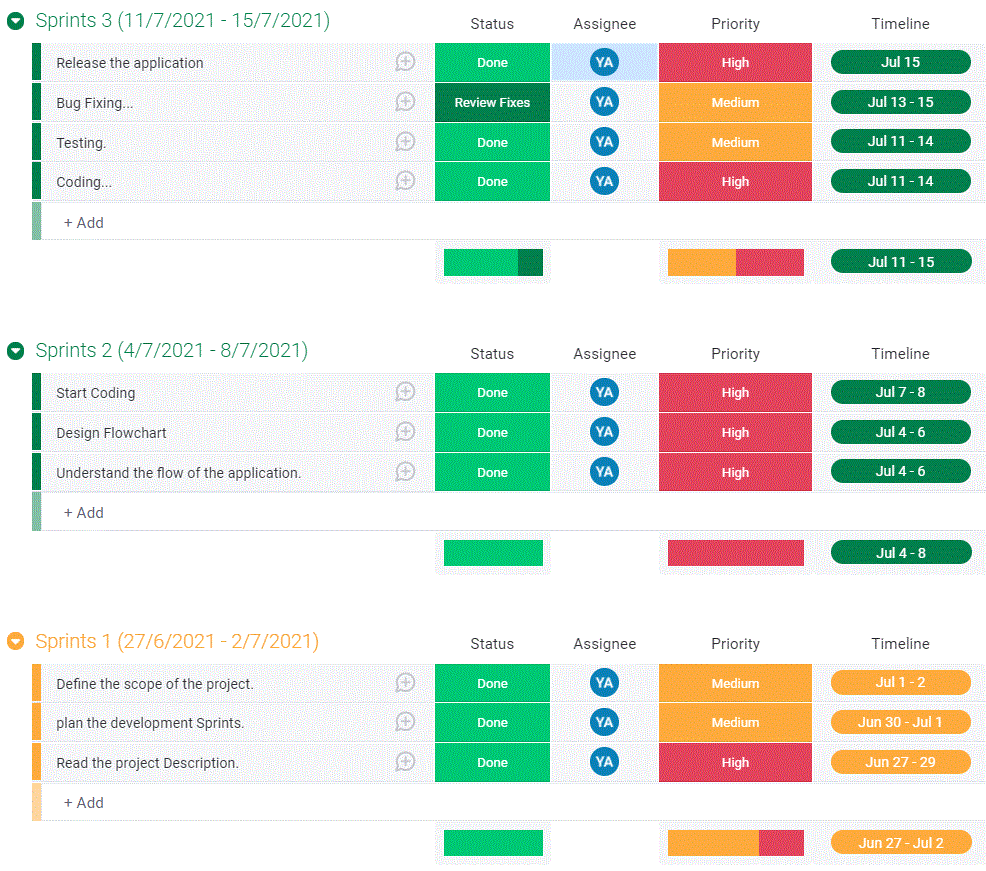 Sprints 3 (11/7/2021 - 15/7/2021) Status Assignee Priority Timeline
Release the application Done YA High Jul 15
Bug Fixing... Review Fixes YA Medium Jul 13 - 15
Testing. Done YA Medium Jul 11 - 14
Coding... Done YA High Jul 11 - 14
+ Add
Jul 11 - 15
Sprints 2 (4/7/2021 - 8/7/2021) Status Assignee Priority Timeline
Start Coding Done YA High Jul 7 - 8
Design Flowchart Done YA High Jul 4 - 6
Understand the flow of the application. Done YA High Jul 4 - 6
+ Add
Jul 4 - 8
Sprints 1 (27/6/2021 - 2/7/2021) Status Assignee Priority Timeline
Define the scope of the project. Done YA Medium Jul 1 - 2
plan the development Sprints. Done YA Medium Jun 30 - Jul 1
Read the project Description. Done YA High Jun 27 - 29
+ Add
Jun 27 - Jul 2